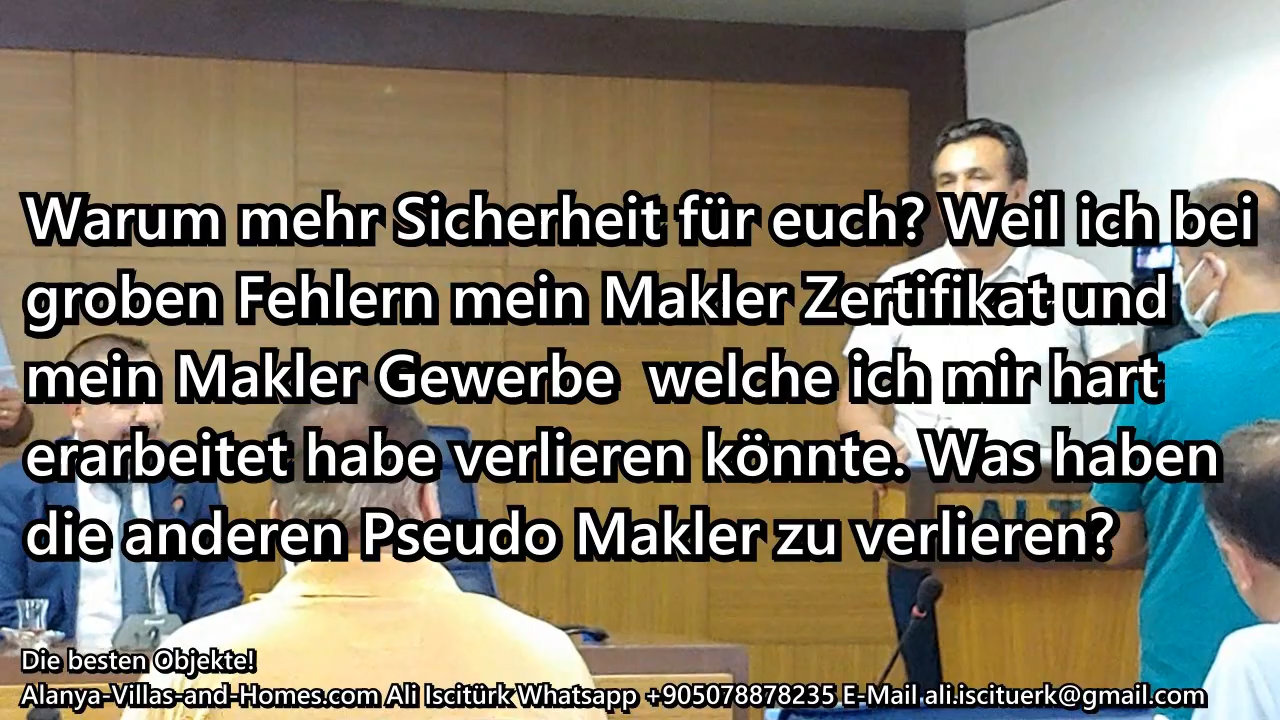 Warum mehr Sicherheit für euch? Weil ich bei
groben Fehlern mein Makler Zertifikat und
mein Makler Gewerbe  welche ich mir hart
erarbeitet habe verlieren könnte. Was haben
die anderen Pseudo Makler zu verlieren?
ALT
Die besten Objekte!
Alanya-Villas-and-Homes.com Ali Iscitürk Whatsapp +905078878235 E-Mail ali.iscituerk@gmail.com